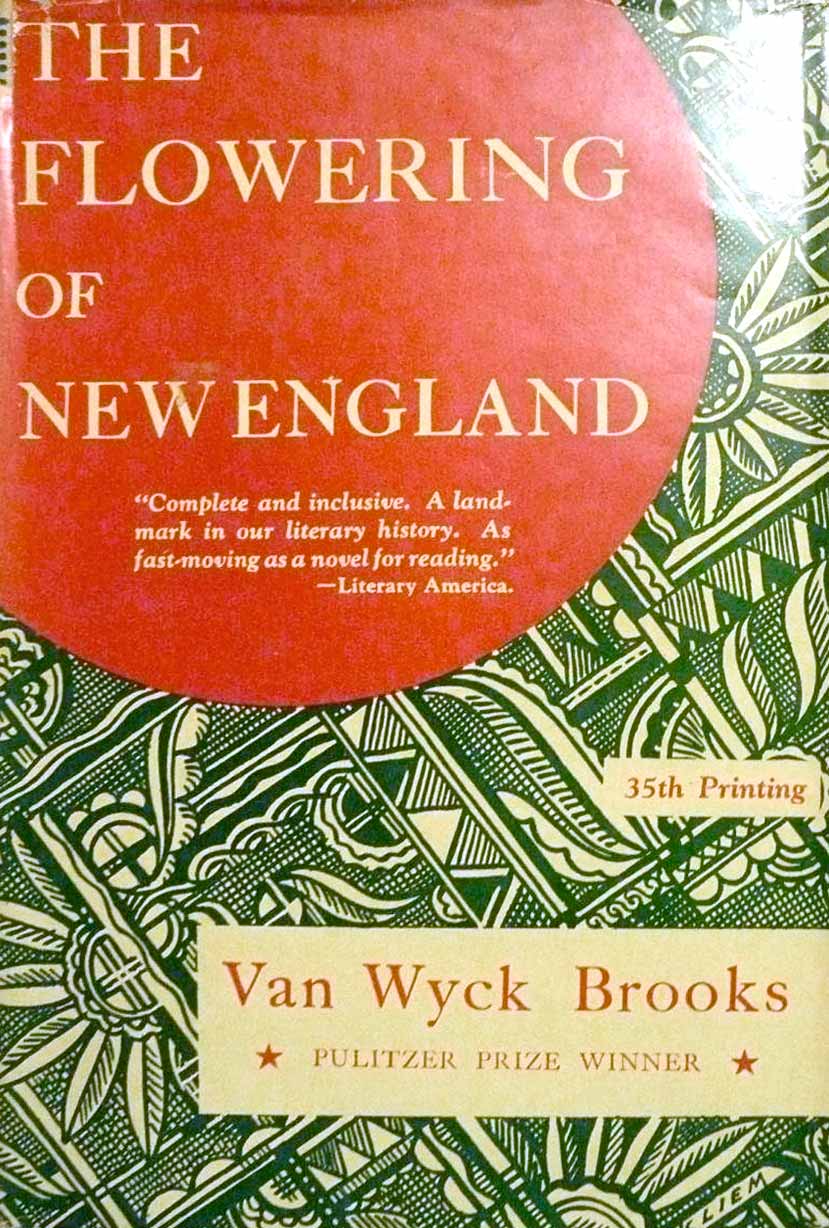 THE
FLOWERING
OF
NEW ENGLAND
"Complete and inclusive. A land-
mark in our literary history. As
fast-moving as a novel for reading."
—Literary America.
35th Printing
Van Wyck Brooks
★ PULITZER PRIZE WINNER ★
LIEM